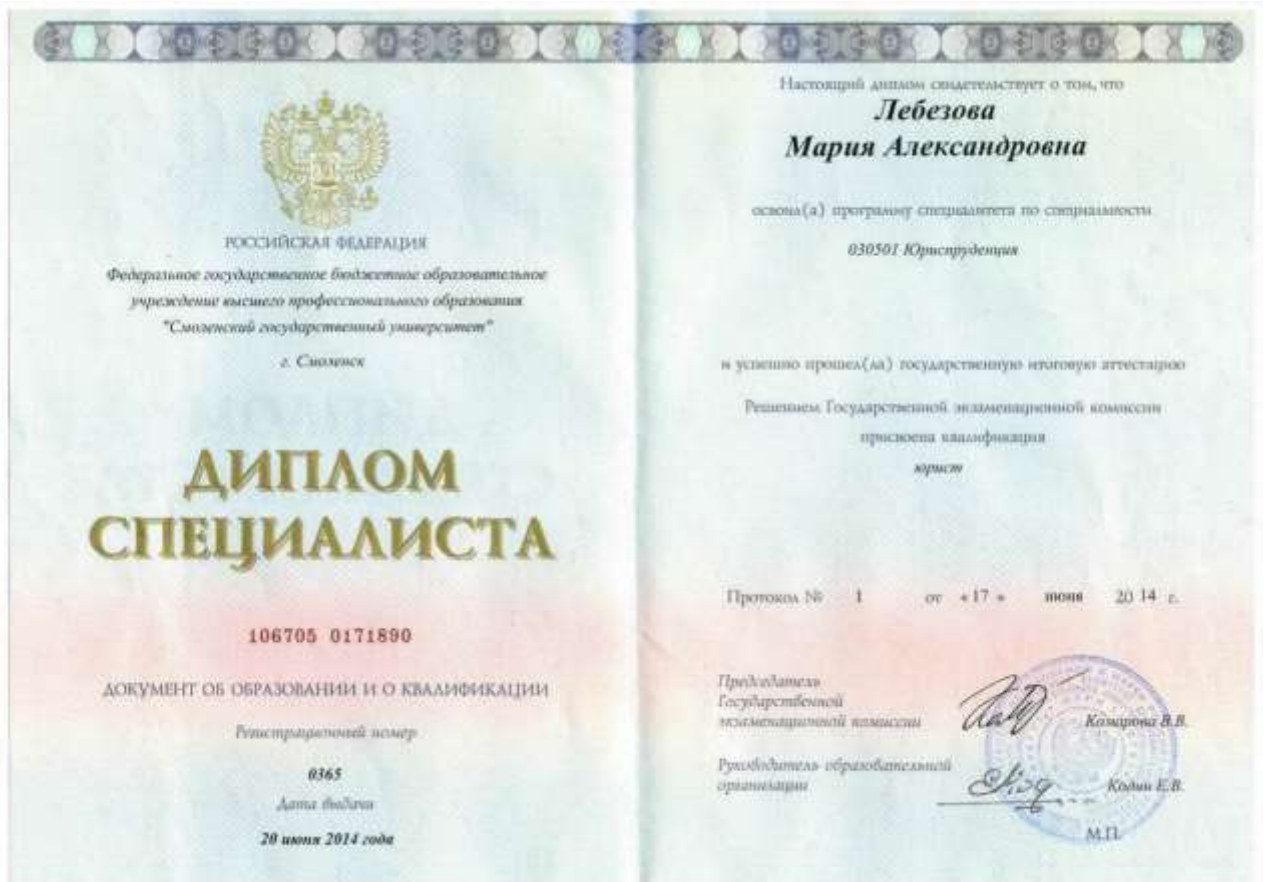 РОССИЙСКАЯ ФЕДЕРАЦИЯ
Федеральное государственное бюджетное образовательное
учреждение высшего профессионального образования
"Смоленский государственный университет"
г. Смоленск
ДИПЛОМ
СПЕЦИАЛИСТА
106705 0171890
ДОКУМЕНТ ОБ ОБРАЗОВАНИИ И О КВАЛИФИКАЦИИ
Регистрационный номер
0365
Дата выдачи
20 июня 2014 года
Настоящий диплом свидетельствует о том, что
Лебезова
Мария Александровна
освоил(а) программу специалитета по специальности
030501 Юриспруденция
и успешно прошел(ла) государственную итоговую аттестацию
Решением Государственной экзаменационной комиссии
присвоена квалификация
юрист
Протокол № 1 от «17» июня 20 14 г.
Председатель
Государственной
экзаменационной комиссии
Комарова В.В.
Руководитель образовательной
организации
Кодин Е.В.
М.П.